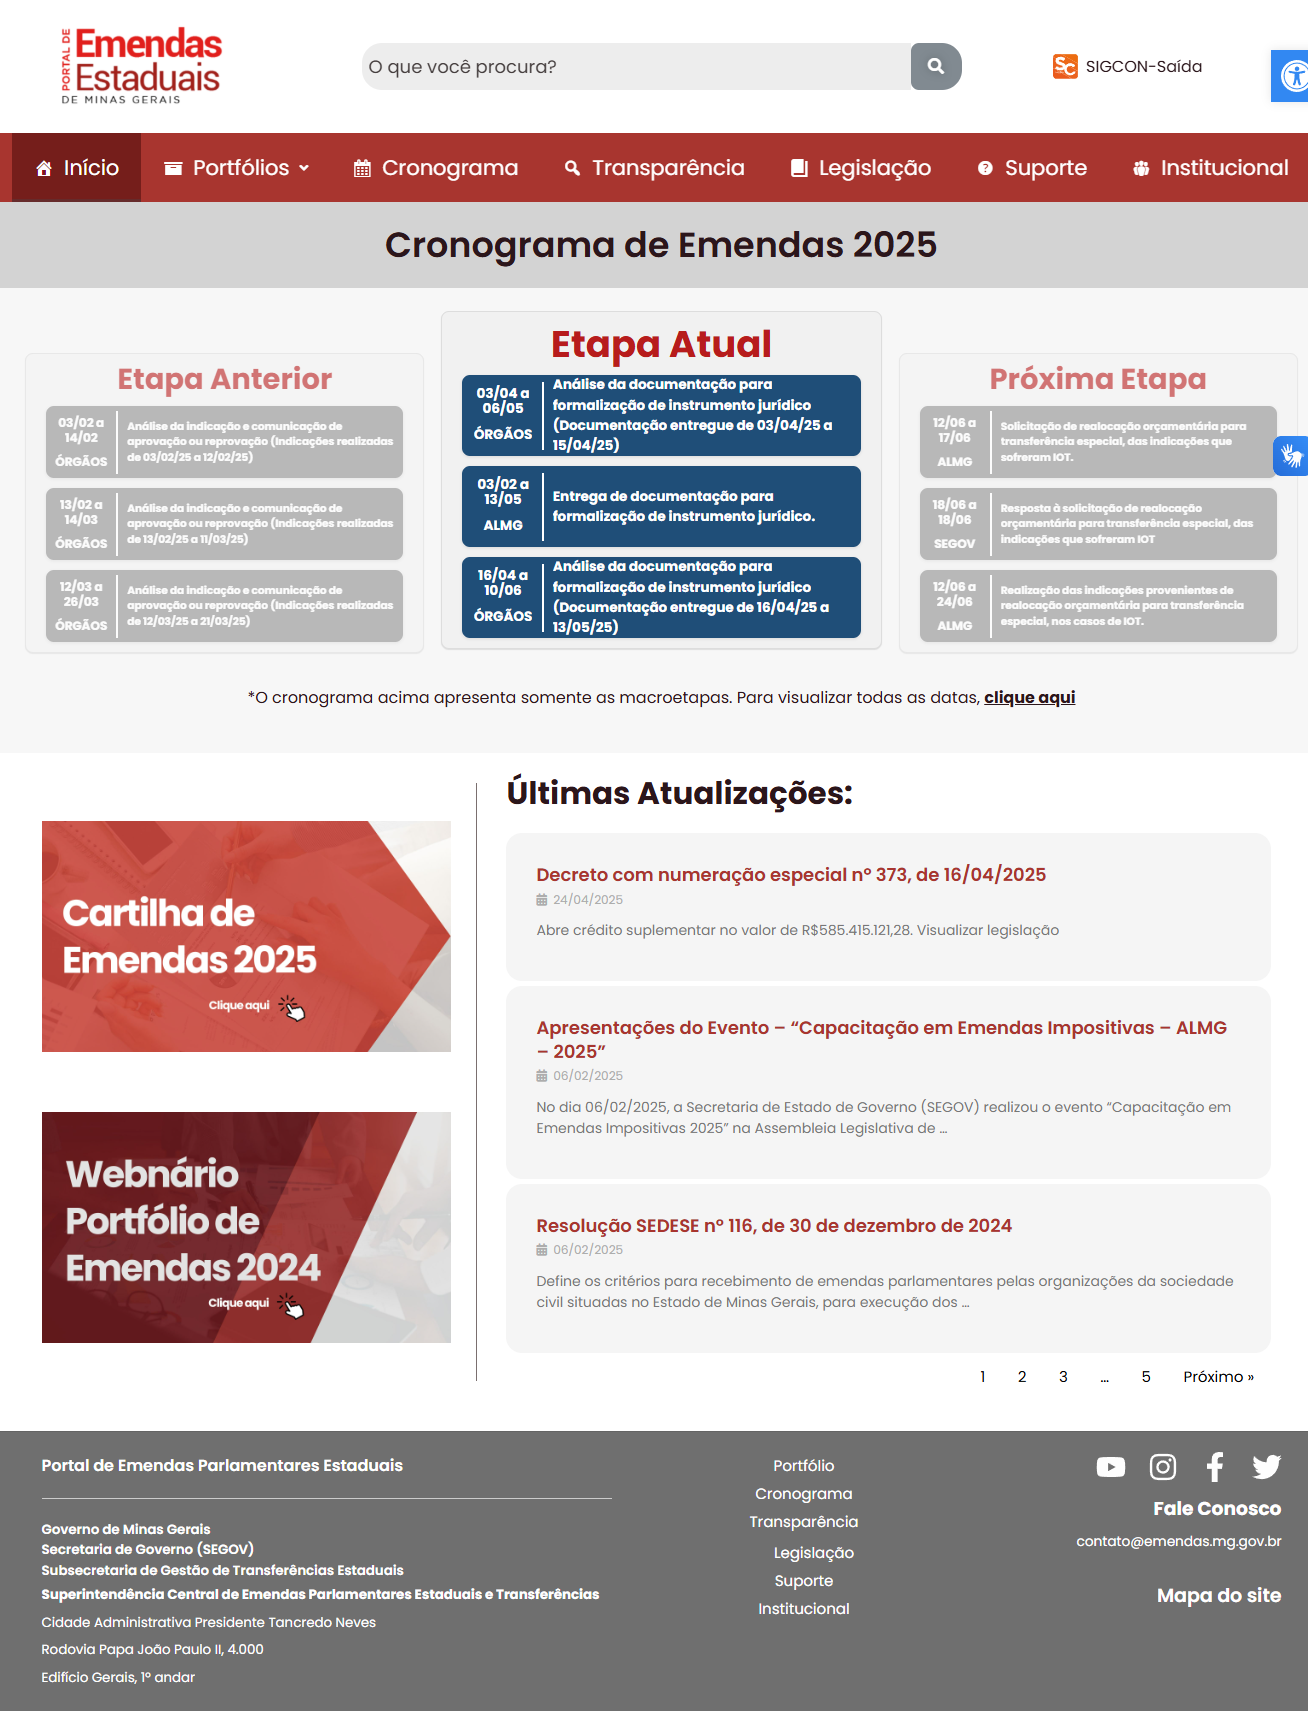 PORTAL DE
Emendas
Estaduais
DE MINAS GERAIS
O que você procura?
SC SIGCON-Saída
Início
Portfólios
Cronograma
Transparência
Legislação
Suporte
Institucional
Cronograma de Emendas 2025
Etapa Anterior
03/02 a
14/02
ÓRGÃOS
Análise da indicação e comunicação de
aprovação ou reprovação (Indicações realizadas
de 03/02/25 a 12/02/25)
13/02 a
14/03
ÓRGÃOS
Análise da indicação e comunicação de
aprovação ou reprovação (Indicações realizadas
de 13/02/25 a 11/03/25)
12/03 a
26/03
ÓRGÃOS
Análise da indicação e comunicação de
aprovação ou reprovação (Indicações realizadas
de 12/03/25 a 21/03/25)
Etapa Atual
03/04 a
06/05
ÓRGÃOS
Análise da documentação para
formalização de instrumento jurídico
(Documentação entregue de 03/04/25 a
15/04/25)
03/02 a
13/05
ALMG
Entrega de documentação para
formalização de instrumento jurídico.
16/04 a
10/06
ÓRGÃOS
Análise da documentação para
formalização de instrumento jurídico
(Documentação entregue de 16/04/25 a
13/05/25)
Próxima Etapa
12/06 a
17/06
ALMG
Solicitação de realocação orçamentária para
transferência especial, das indicações que
sofreram IOT.
18/06 a
18/06
SEGOV
Resposta à solicitação de realocação
orçamentária para transferência especial, das
indicações que sofreram IOT
12/06 a
24/06
ALMG
Realização das indicações provenientes de
realocação orçamentária para transferência
especial, nos casos de IOT.
*O cronograma acima apresenta somente as macroetapas. Para visualizar todas as datas, clique aqui
Cartilha de
Emendas 2025
Clique aqui
Webnário
Portfólio de
Emendas 2024
Clique aqui
Últimas Atualizações:
Decreto com numeração especial nº 373, de 16/04/2025
24/04/2025
Abre crédito suplementar no valor de R$585.415.121,28. Visualizar legislação
Apresentações do Evento – “Capacitação em Emendas Impositivas – ALMG
– 2025”
06/02/2025
No dia 06/02/2025, a Secretaria de Estado de Governo (SEGOV) realizou o evento “Capacitação em
Emendas Impositivas 2025” na Assembleia Legislativa de ...
Resolução SEDESE nº 116, de 30 de dezembro de 2024
06/02/2025
Define os critérios para recebimento de emendas parlamentares pelas organizações da sociedade
civil situadas no Estado de Minas Gerais, para execução dos ...
1 2 3 ... 5 Próximo »
Portal de Emendas Parlamentares Estaduais
Governo de Minas Gerais
Secretaria de Governo (SEGOV)
Subsecretaria de Gestão de Transferências Estaduais
Superintendência Central de Emendas Parlamentares Estaduais e Transferências
Cidade Administrativa Presidente Tancredo Neves
Rodovia Papa João Paulo II, 4.000
Edifício Gerais, 1º andar
Portfólio
Cronograma
Transparência
Legislação
Suporte
Institucional
Fale Conosco
contato@emendas.mg.gov.br
Mapa do site